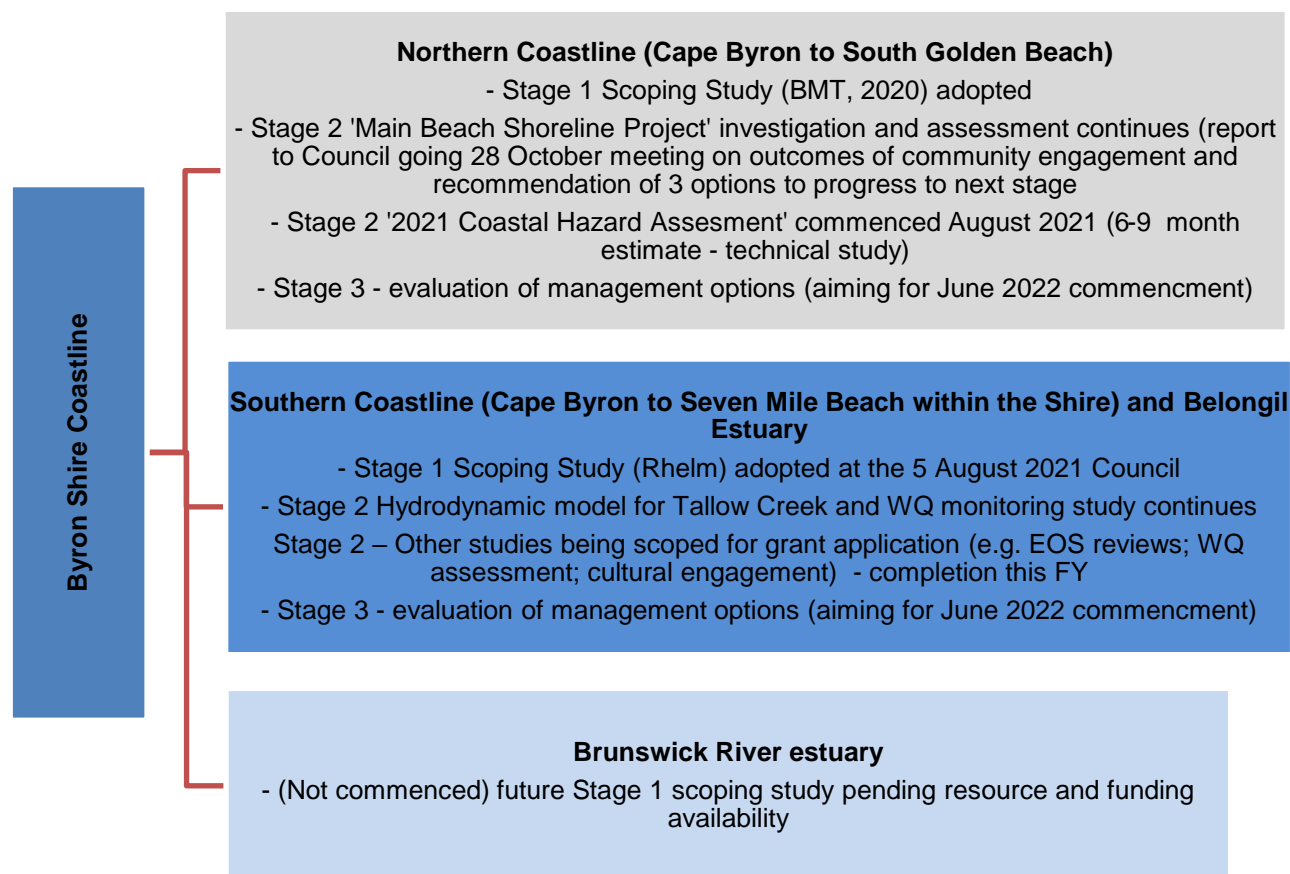 Byron Shire Coastline
Northern Coastline (Cape Byron to South Golden Beach)
- Stage 1 Scoping Study (BMT, 2020) adopted
- Stage 2 'Main Beach Shoreline Project' investigation and assessment continues (report
to Council going 28 October meeting on outcomes of community engagement and
recommendation of 3 options to progress to next stage
- Stage 2 '2021 Coastal Hazard Assesment' commenced August 2021 (6-9 month
estimate - technical study)
- Stage 3 - evaluation of management options (aiming for June 2022 commencment)
Southern Coastline (Cape Byron to Seven Mile Beach within the Shire) and Belongil
Estuary
- Stage 1 Scoping Study (Rhelm) adopted at the 5 August 2021 Council
- Stage 2 Hydrodynamic model for Tallow Creek and WQ monitoring study continues
Stage 2 – Other studies being scoped for grant application (e.g. EOS reviews; WQ
assessment; cultural engagement) - completion this FY
- Stage 3 - evaluation of management options (aiming for June 2022 commencment)
Brunswick River estuary
- (Not commenced) future Stage 1 scoping study pending resource and funding
availability